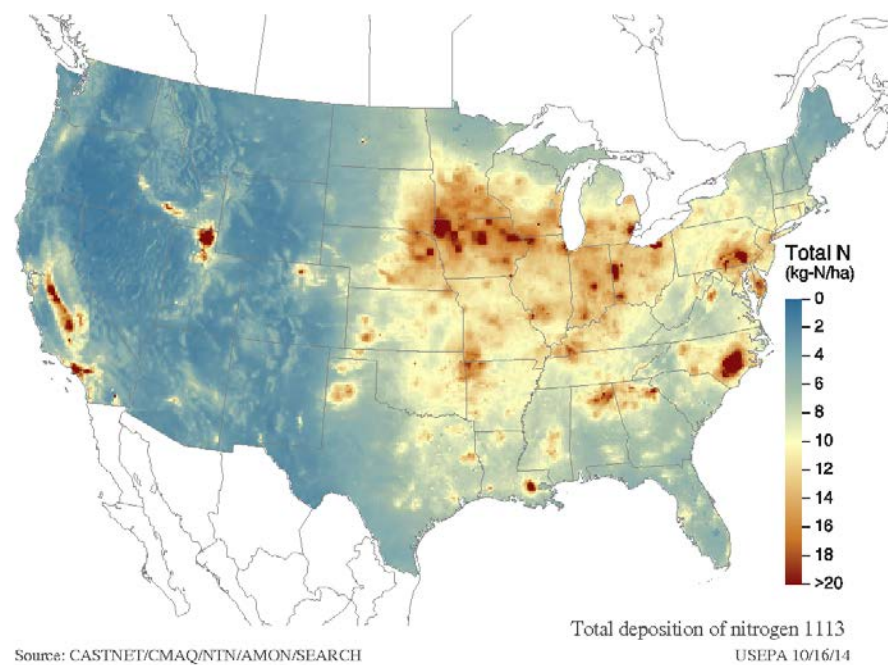 Total N
(kg-N/ha)
0
2
4
6
8
10
12
14
16
18
>20
Total deposition of nitrogen 1113
Source: CASTNET/CMAQ/NTN/AMON/SEARCH
USEPA 10/16/14